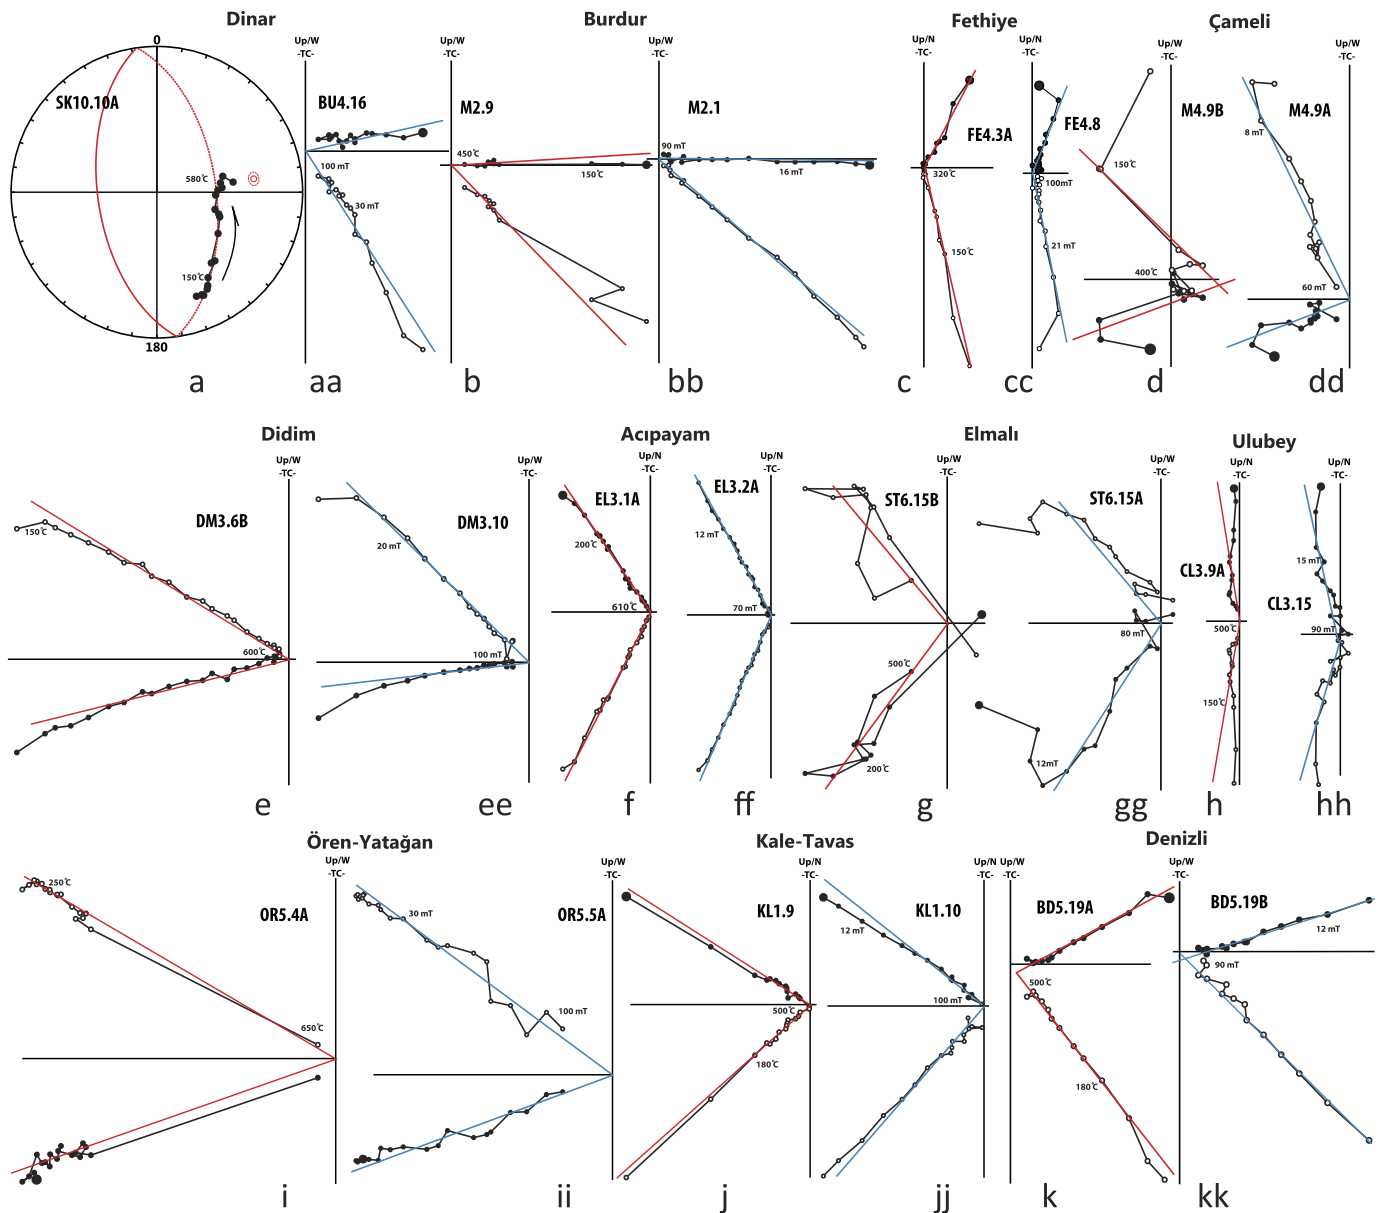 Dinar
Burdur
Fethiye
Çameli
0
SK10.10A
580°C
150°C
180
a
Up/W
-TC-
BU4.16
100 mT
30 mT
aa
Up/W
-TC-
M2.9
450°C
150°C
b
Up/W
-TC-
M2.1
90 mT
16 mT
bb
Up/N
-TC-
FE4.3A
320°C
150°C
c
Up/N
-TC-
FE4.8
100mT
21 mT
cc
Up/W
-TC-
M4.9B
150°C
400°C
d
Up/W
-TC-
M4.9A
8 mT
60 mT
dd
Didim
Acıpayam
Elmalı
Ulubey
Up/W
-TC-
DM3.6B
150°C
600°C
e
Up/W
-TC-
DM3.10
20 mT
100 mT
ee
Up/N
-TC-
EL3.1A
200°C
610°C
f
Up/N
-TC-
EL3.2A
12 mT
70 mT
ff
Up/W
-TC-
ST6.15B
500°C
200°C
g
Up/W
-TC-
ST6.15A
80 mT
12mT
gg
Up/N
-TC-
CL3.9A
500°C
150°C
h
Up/N
-TC-
15 mT
CL3.15
90 mT
hh
Ören-Yatağan
Kale-Tavas
Denizli
Up/W
-TC-
250°C
OR5.4A
650°C
i
Up/W
-TC-
30 mT
OR5.5A
100 mT
ii
Up/W
-TC-
KL1.9
500°C
180°C
j
Up/N
-TC-
KL1.10
12 mT
100 mT
jj
Up/W
-TC-
BD5.19A
500°C
180°C
k
Up/W
-TC-
BD5.19B
12 mT
90 mT
kk